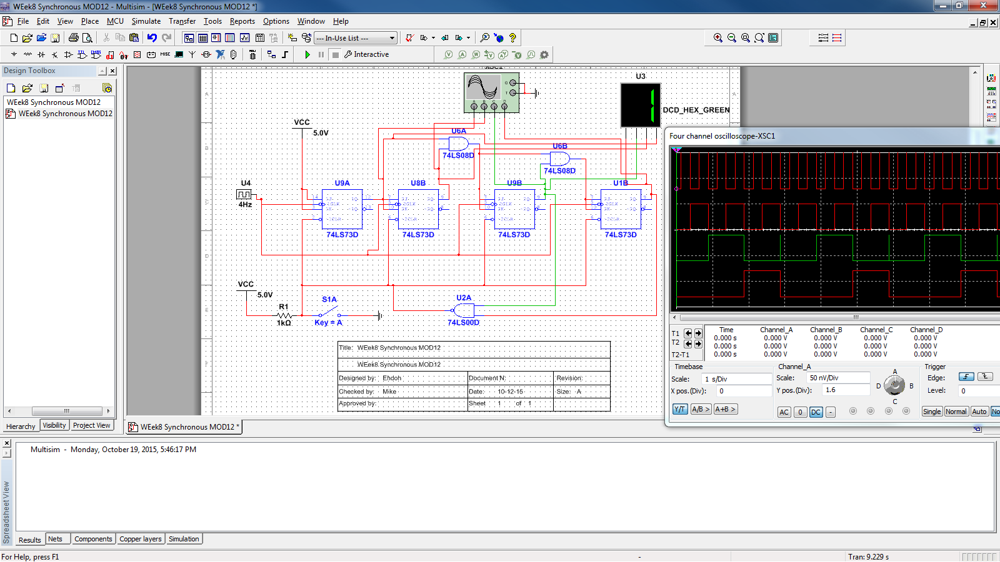 WEek8 Synchronous MOD12 - Multisim - [WEek8 Synchronous MOD12 *]
File Edit View Place MCU Simulate Transfer Tools Reports Options Window Help
--- In-Use List ---
MISC
Interactive
Design Toolbox
WEek8 Synchronous MOD12
WEek8 Synchronous MOD12
XSC1
G
T
A B C D
U3
1
DCD_HEX_GREEN
VCC
5.0V
U6A
74LS08D
U6B
74LS08D
U4
4Hz
U9A
74LS73D
U8B
74LS73D
U9B
74LS73D
U1B
74LS73D
VCC
5.0V
R1
1kΩ
S1A
Key = A
U2A
74LS00D
Title: WEek8 Synchronous MOD12
WEek8 Synchronous MOD12
Designed by: Ehdoh Document N: Revision:
Checked by: Mike Date: 10-12-15 Size: A
Approved by: Sheet 1 of 1
Four channel oscilloscope-XSC1
Time Channel_A Channel_B Channel_C Channel_D
T1 0.000 s 0.000 V 0.000 V 0.000 V 0.000 V
T2 0.000 s 0.000 V 0.000 V 0.000 V 0.000 V
T2-T1 0.000 s 0.000 V 0.000 V 0.000 V 0.000 V
Timebase
Scale: 1 s/Div
X pos.(Div): 0
Y/T A/B > A+B >
Channel_A
Scale: 50 nV/Div
Y pos.(Div): 1.6
AC 0 DC -
A
D B
C
Trigger
Edge:
Level: 0
Single Normal Auto No
Hierarchy Visibility Project View
WEek8 Synchronous MOD12 *
Multisim - Monday, October 19, 2015, 5:46:17 PM
Spreadsheet View
Results Nets Components Copper layers Simulation
For Help, press F1
-
Tran: 9.229 s